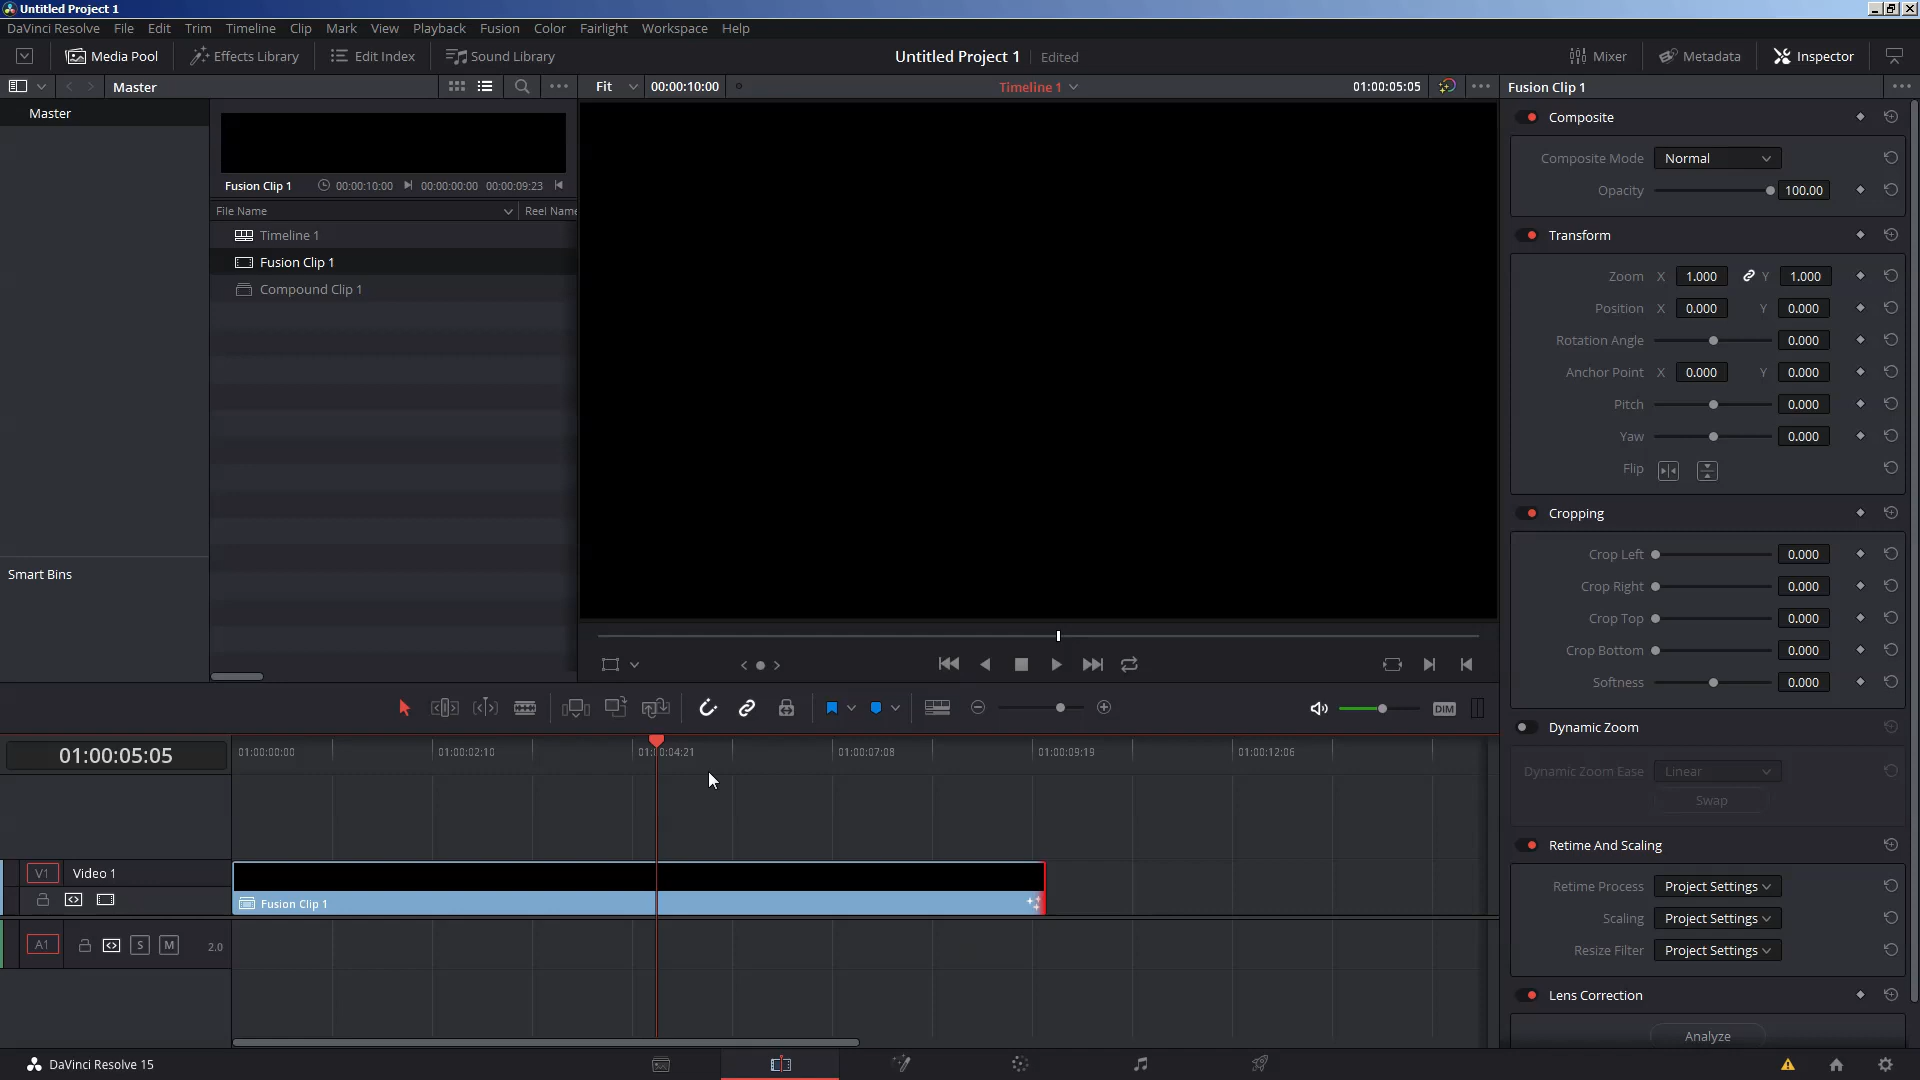 Untitled Project 1
DaVinci Resolve File Edit Trim Timeline Clip Mark View Playback Fusion Color Fairlight Workspace Help
Media Pool Effects Library Edit Index Sound Library Untitled Project 1 Edited Mixer Metadata Inspector
Master Fit 00:00:10:00 Timeline 1 01:00:05:05 Fusion Clip 1
Master
Fusion Clip 1 00:00:10:00 00:00:00:00 00:00:09:23
File Name Reel Name
Timeline 1
Fusion Clip 1
Compound Clip 1
Smart Bins
Composite
Composite Mode Normal
Opacity 100.00
Transform
Zoom X 1.000 Y 1.000
Position X 0.000 Y 0.000
Rotation Angle 0.000
Anchor Point X 0.000 Y 0.000
Pitch 0.000
Yaw 0.000
Flip
Cropping
Crop Left 0.000
Crop Right 0.000
Crop Top 0.000
Crop Bottom 0.000
Softness 0.000
Dynamic Zoom
Dynamic Zoom Ease Linear
Swap
Retime And Scaling
Retime Process Project Settings
Scaling Project Settings
Resize Filter Project Settings
Lens Correction
Analyze
DIM
01:00:05:05 01:00:00:00 01:00:02:10 01:00:04:21 01:00:07:08 01:00:09:19 01:00:12:06
V1 Video 1
Fusion Clip 1
A1 S M 2.0
DaVinci Resolve 15